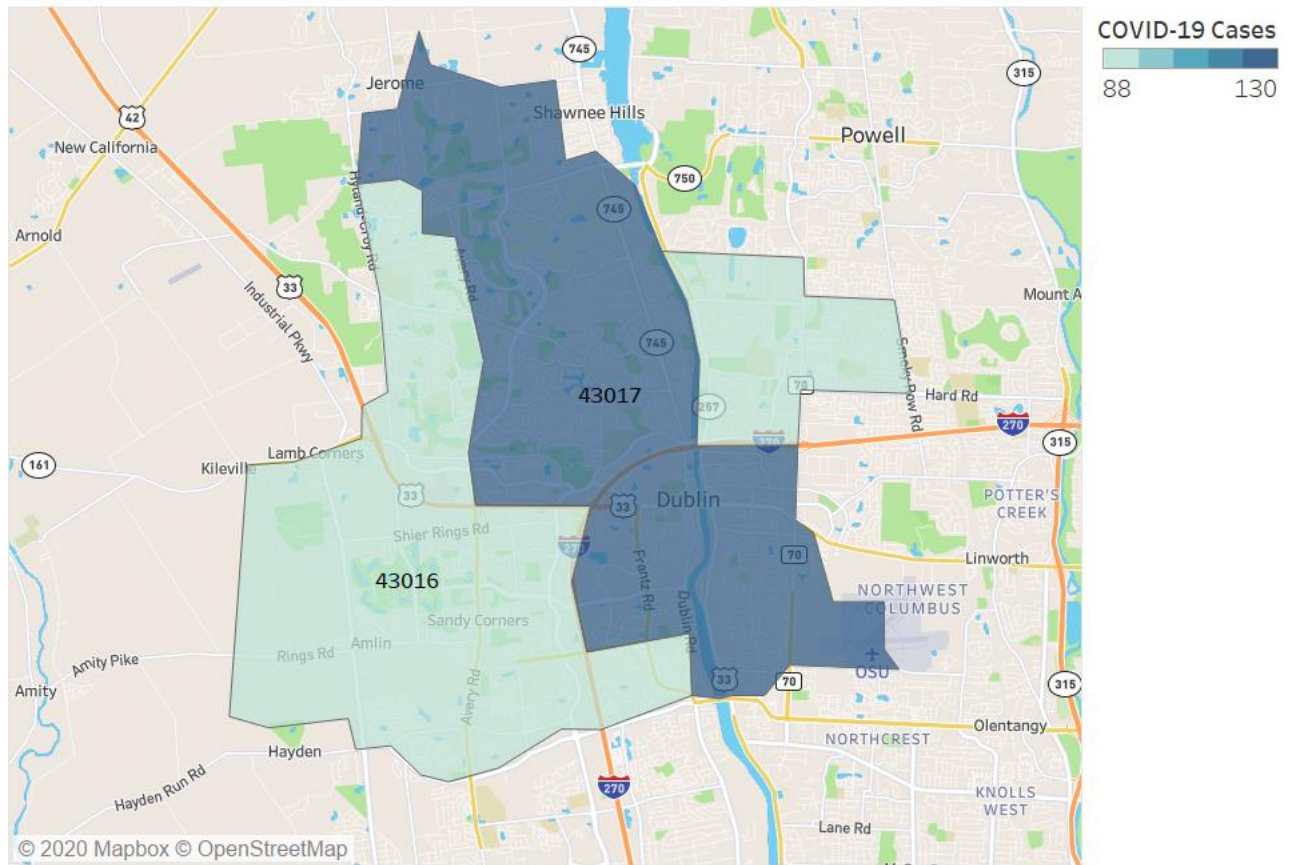 COVID-19 Cases
88 130
745
315
Jerome
42
Shawnee Hills
New California
Powell
750
Hyland-Croy Rd
745
Arnold
Avery Rd
33
Industrial Pkwy
Mount A
745
Smoky Row Rd
70
43017
Hard Rd
257
270
270
315
Lamb Corners
161
Kileville
33
Dublin
33
POTTER'S
CREEK
Shier Rings Rd
270
70
Linworth
43016
Frantz Rd
NORTHWEST
COLUMBUS
Dublin Rd
Sandy Corners
Amlin
Rings Rd
Amity Pike
OSU
Amity
Avery Rd
33
70
315
Olentangy
Hayden
NORTHCREST
Hayden Run Rd
270
KNOLLS
WEST
Lane Rd
© 2020 Mapbox © OpenStreetMap